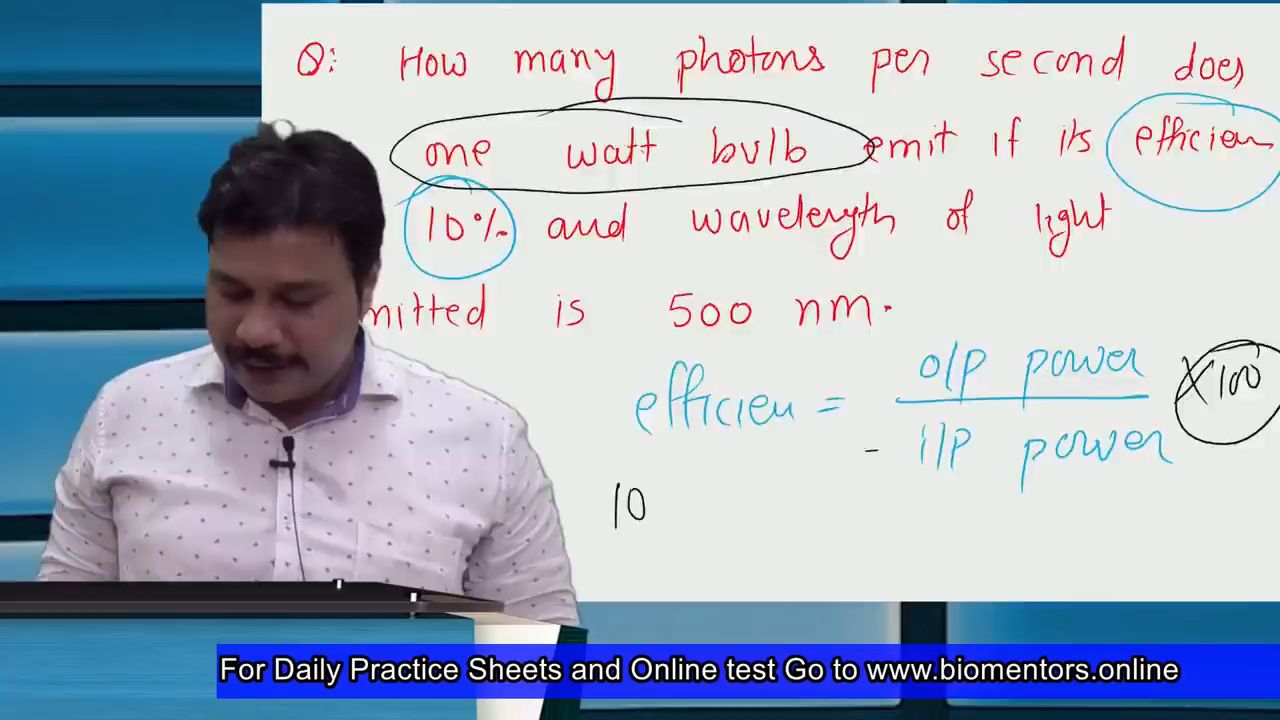 Q: How many photons per second does
one watt bulb emit if its efficien
10% and wavelength of light
mitted is 500 nm.
efficien = o/p power / i/p power ×100
10
For Daily Practice Sheets and Online test Go to www.biomentors.online